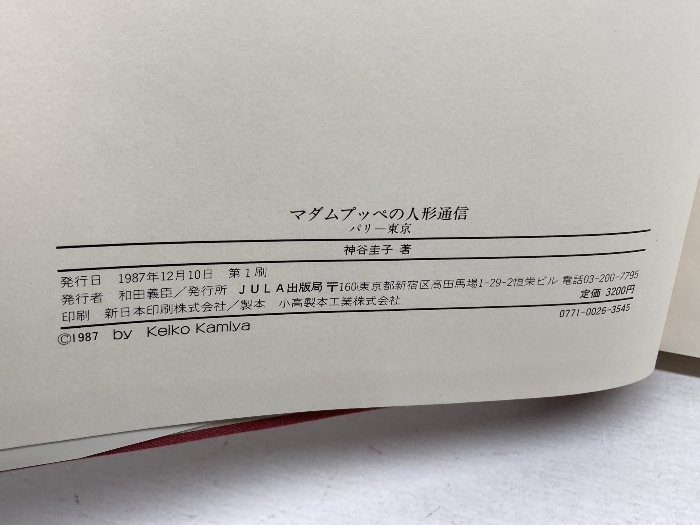 マダムプッペの人形通信
パリ―東京
神谷圭子 著
発行日 1987年12月10日 第1刷
発行者 和田義臣/発行所 JULA出版局 〒160東京都新宿区高田馬場1-29-2恒栄ビル 電話03-200-7795
印刷 新日本印刷株式会社/製本 小高製本工業株式会社 定価 3200円
©1987 by Keiko Kamiya 0771-0026-3545